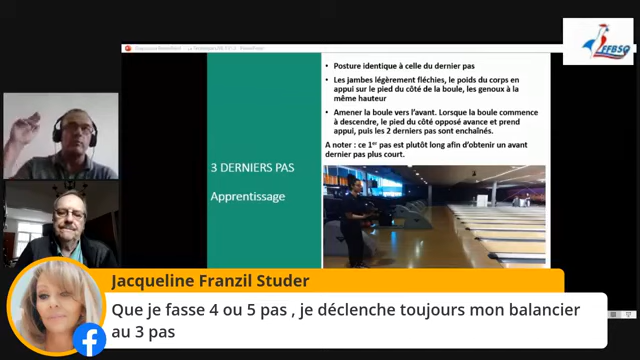 FFBSQ
• Posture identique à celle du dernier pas
• Les jambes légèrement fléchies, le poids du corps en
appui sur le pied du côté de la boule, les genoux à la
même hauteur
• Amener la boule vers l'avant. Lorsque la boule commence
à descendre, le pied du côté opposé avance et prend
appui, puis les 2 derniers pas sont enchaînés.
A noter : ce 1er pas est plutôt long afin d'obtenir un avant
dernier pas plus court.
3 DERNIERS PAS
Apprentissage
Jacqueline Franzil Studer
Que je fasse 4 ou 5 pas , je déclenche toujours mon balancier
au 3 pas